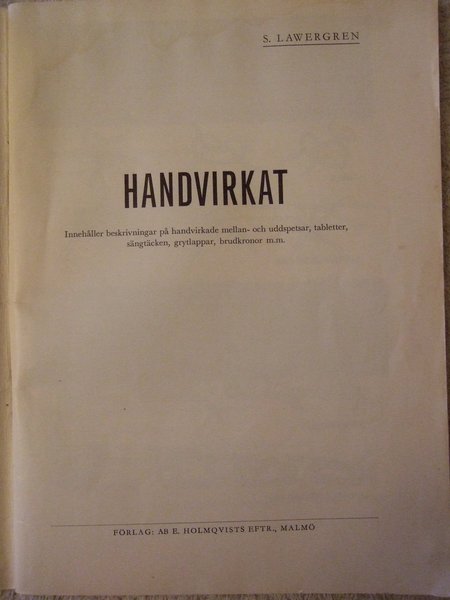 S. LAWERGREN
HANDVIRKAT
Innehåller beskrivningar på handvirkade mellan- och uddspetsar, tabletter,
sängtäcken, grytlappar, brudkronor m.m.
FÖRLAG: AB E. HOLMQVISTS EFTR., MALMÖ